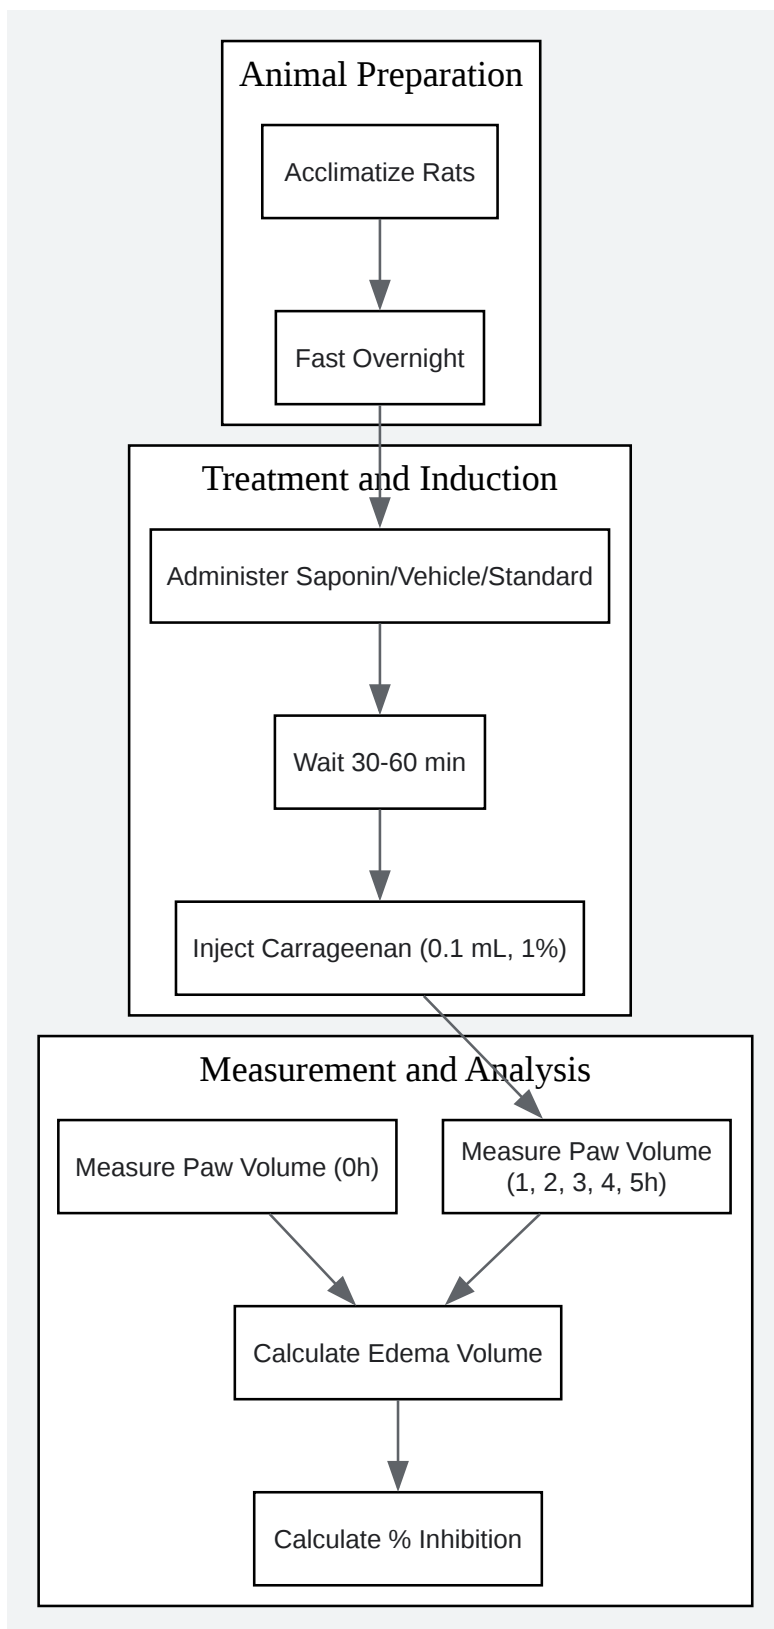 Animal Preparation
Acclimatize Rats
Fast Overnight
Treatment and Induction
Administer Saponin/Vehicle/Standard
Wait 30-60 min
Inject Carrageenan (0.1 mL, 1%)
Measurement and Analysis
Measure Paw Volume (0h)
Measure Paw Volume
(1, 2, 3, 4, 5h)
Calculate Edema Volume
Calculate % Inhibition